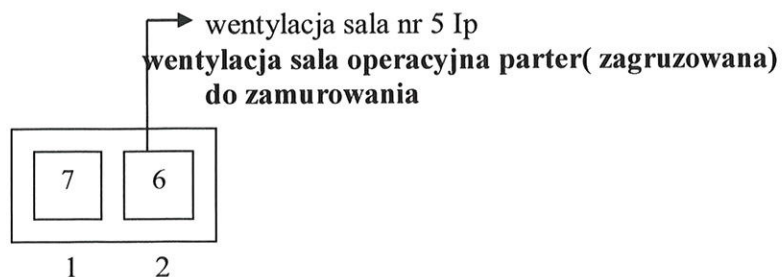 wentylacja sala nr 5 Ip
wentylacja sala operacyjna parter( zagruzowana)
do zamurowania
7 6
1 2